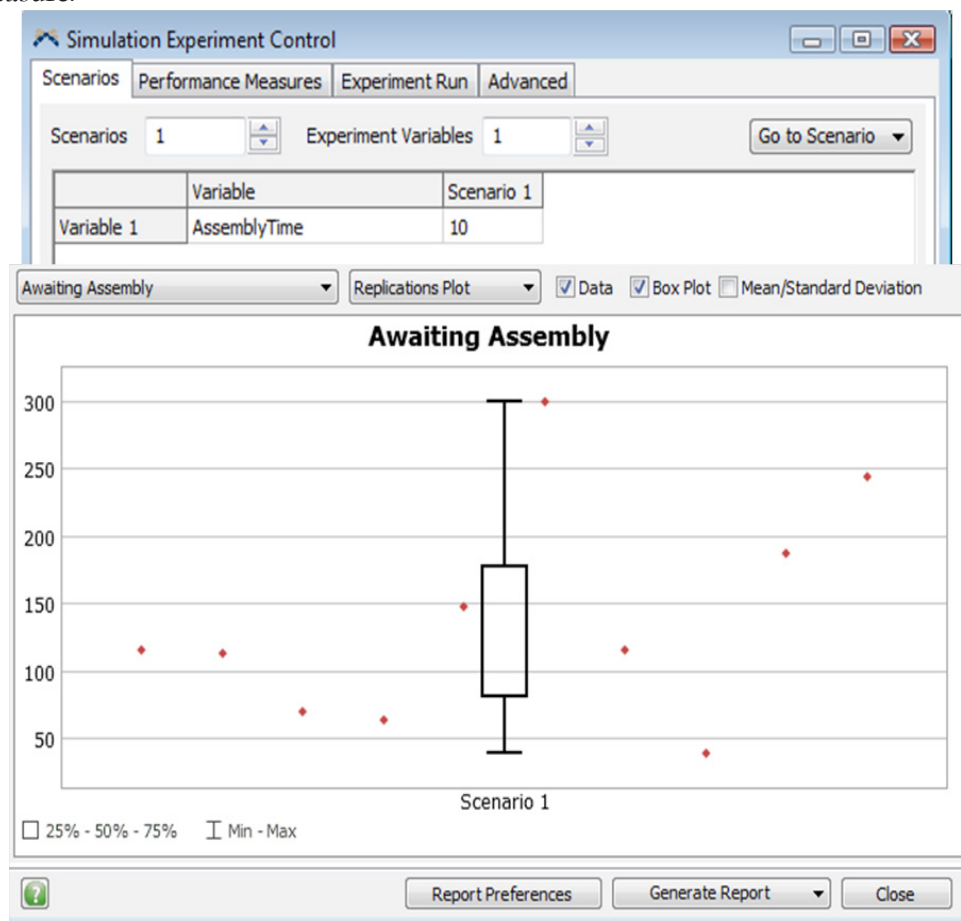 Simulation Experiment Control
Scenarios Performance Measures Experiment Run Advanced
Scenarios 1 Experiment Variables 1 Go to Scenario
Variable Scenario 1
Variable 1 AssemblyTime 10
Awaiting Assembly Replications Plot Data Box Plot Mean/Standard Deviation
Awaiting Assembly
300
250
200
150
100
50
Scenario 1
25% - 50% - 75% Min - Max
? Report Preferences Generate Report Close